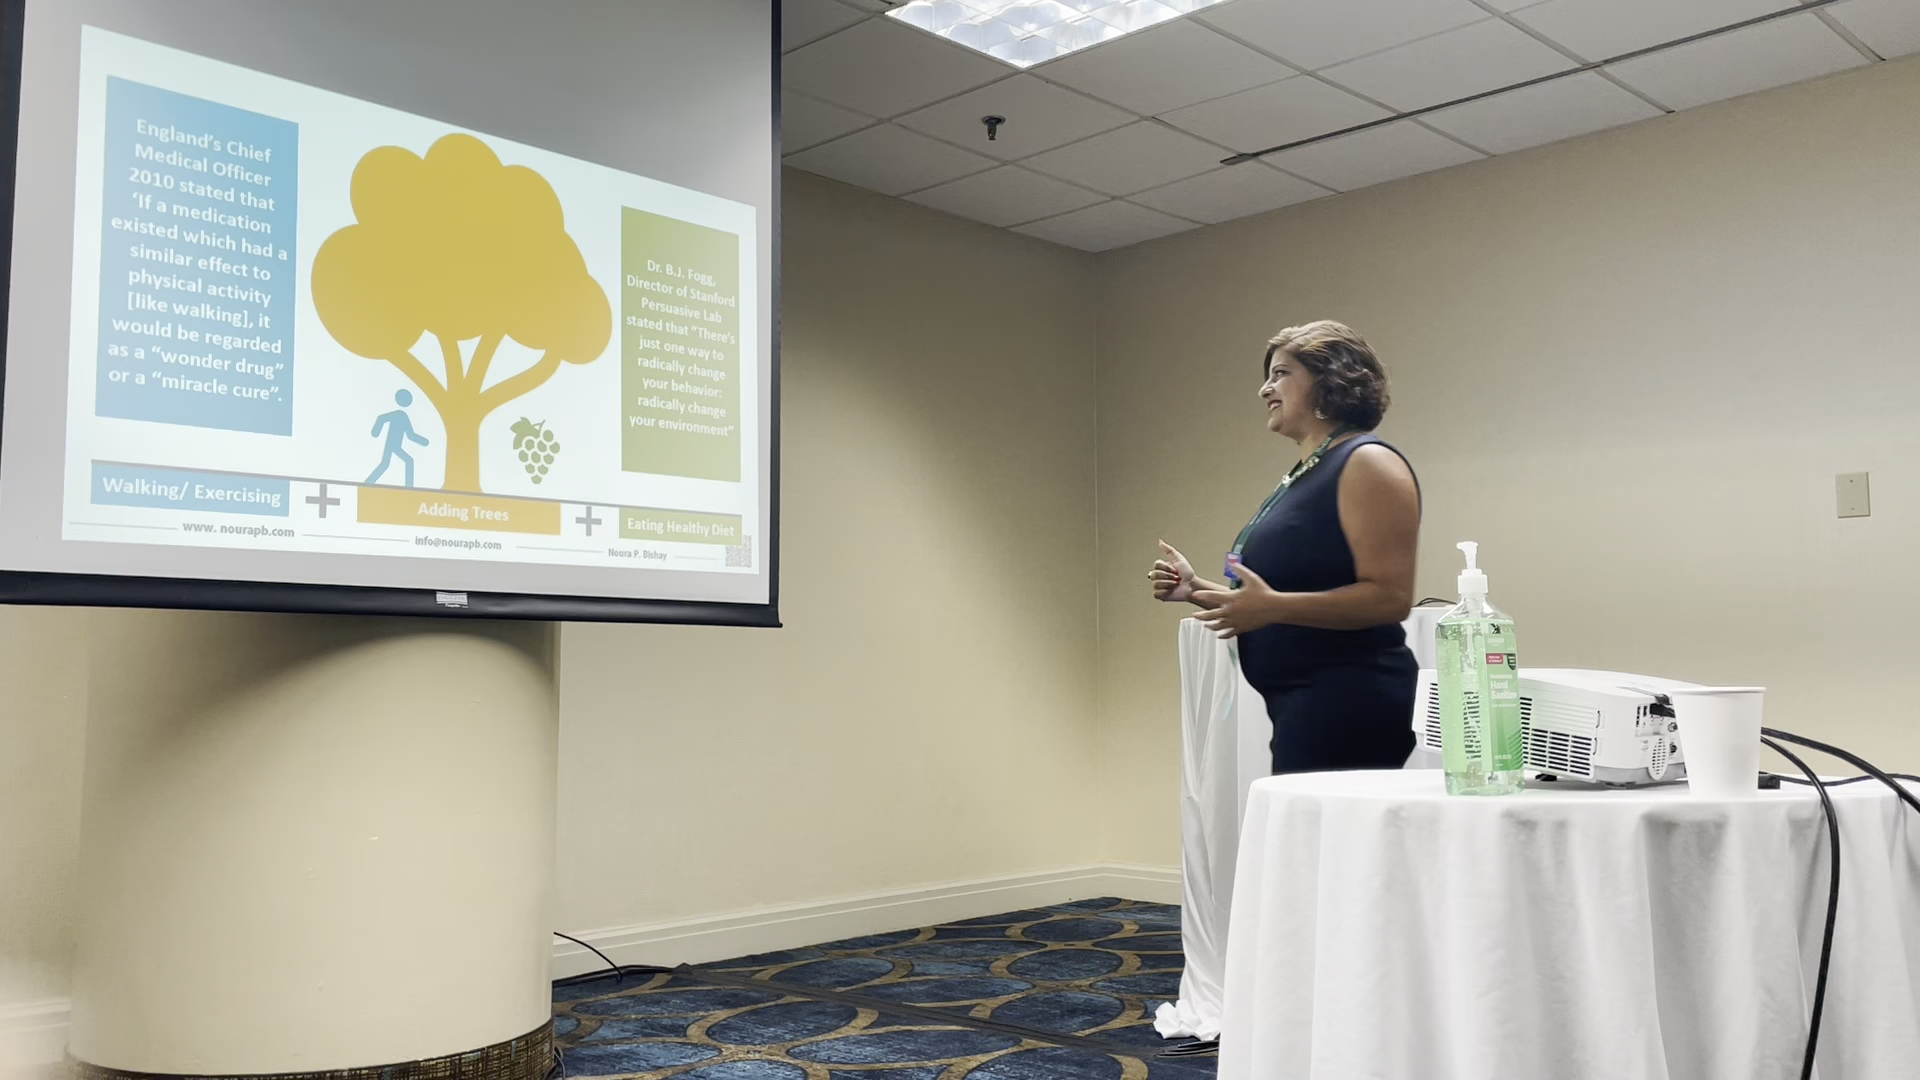 England's Chief
Medical Officer
2010 stated that
'If a medication
existed which had a
similar effect to
physical activity
[like walking], it
would be regarded
as a "wonder drug"
or a "miracle cure".
Dr. B.J. Fogg,
Director of Stanford
Persuasive Lab
stated that "There's
just one way to
radically change
your behavior:
radically change
your environment"
Walking/ Exercising
Adding Trees
Eating Healthy Diet
www. nourapb.com
info@nourapb.com
Noura P. Bishay
Hand
Sanitizer